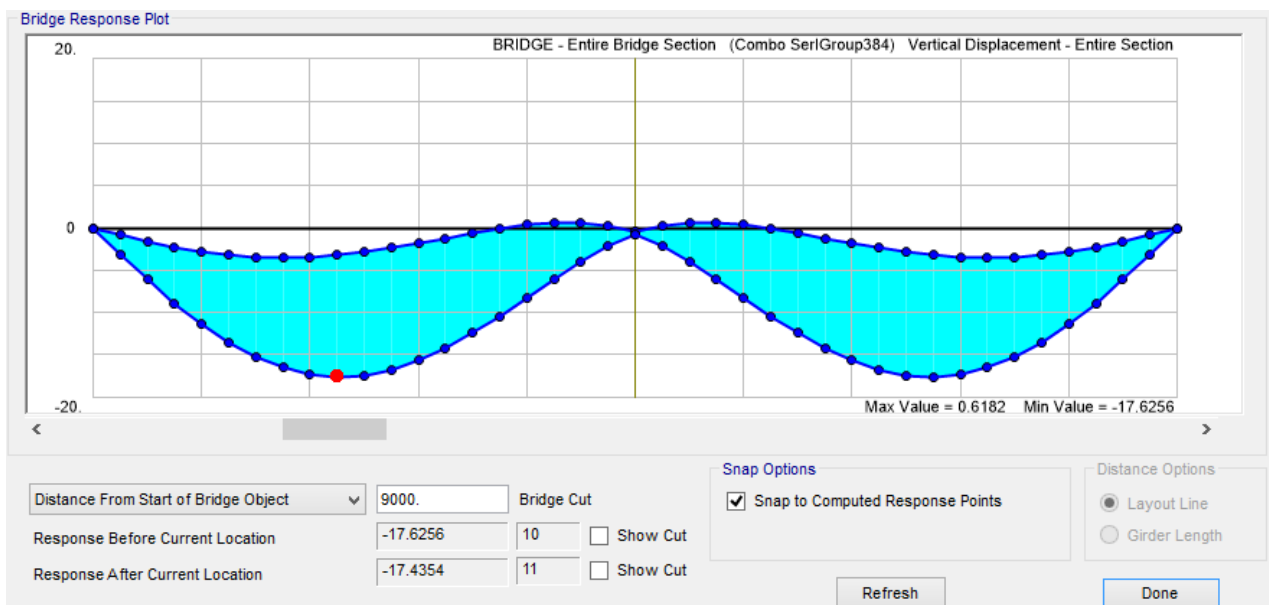 Bridge Response Plot
20.
BRIDGE - Entire Bridge Section (Combo SerlGroup384) Vertical Displacement - Entire Section
0
-20.
Max Value = 0.6182 Min Value = -17.6256
<
>
Distance From Start of Bridge Object
9000.
Bridge Cut
Response Before Current Location
-17.6256
10
Show Cut
Response After Current Location
-17.4354
11
Show Cut
Snap Options
Snap to Computed Response Points
Distance Options
Layout Line
Girder Length
Refresh
Done